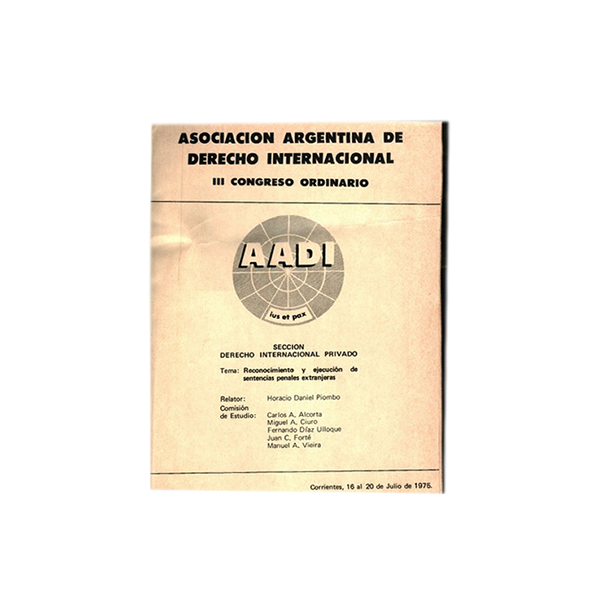 ASOCIACION ARGENTINA DE
DERECHO INTERNACIONAL
III CONGRESO ORDINARIO
AADI
ius et pax
SECCION
DERECHO INTERNACIONAL PRIVADO
Tema: Reconocimiento y ejecución de
sentencias penales extranjeras
Relator: Horacio Daniel Piombo
Comisión
de Estudio: Carlos A, Alcorta
Miguel A, Ciuro
Fernando Díaz Ulloque
Juan C, Forté
Manuel A, Vieira
Corrientes, 16 al 20 de Julio de 1975.